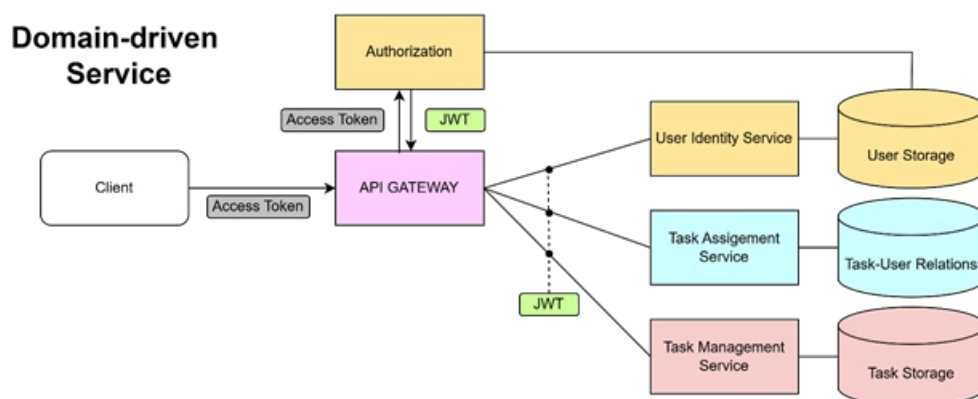 Domain-driven
Service
Authorization
Access Token
JWT
User Identity Service
User Storage
Client
Access Token
API GATEWAY
Task Assigement
Service
Task-User Relations
JWT
Task Management
Service
Task Storage